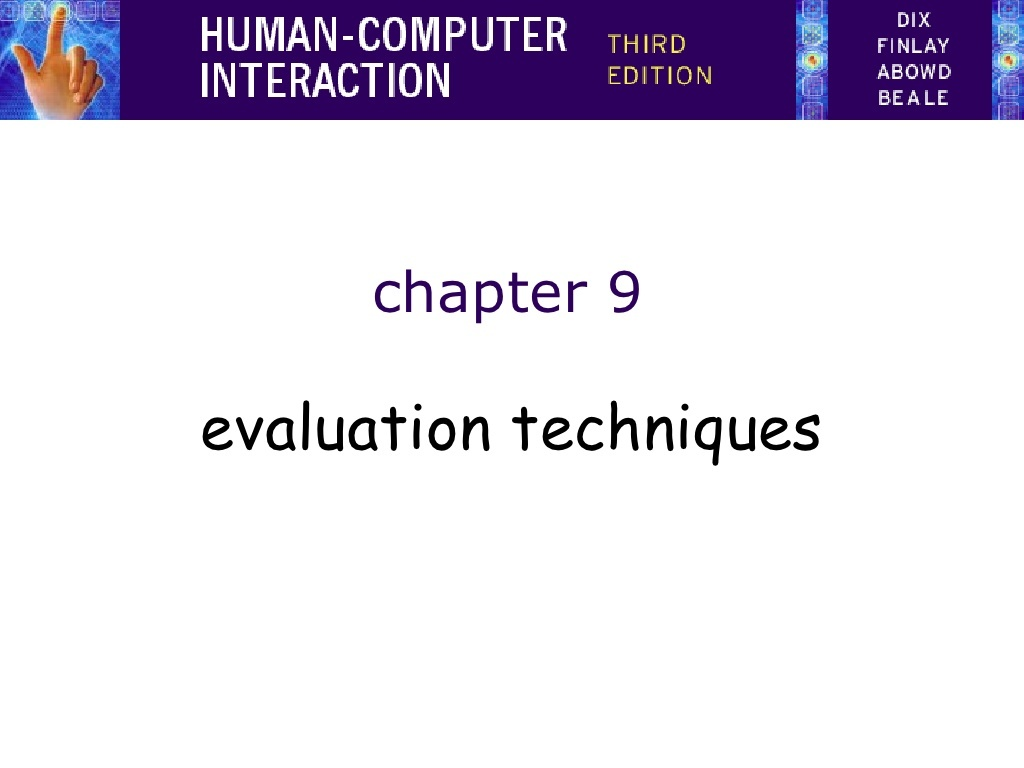 HUMAN-COMPUTER
INTERACTION
THIRD
EDITION
DIX
FINLAY
ABOWD
BEALE
chapter 9
evaluation techniques